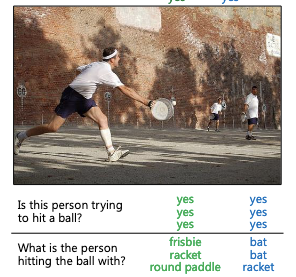 yes yes
Is this person trying
to hit a ball?
yes yes
yes yes
yes yes
What is the person
hitting the ball with?
frisbie bat
racket bat
round paddle racket